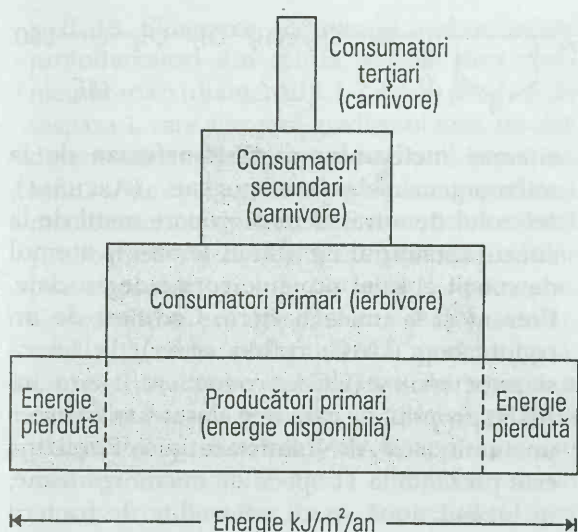 Consumatori
terţiari
(carnivore)
Consumatori
secundari
(carnivore)
Consumatori primari (ierbivore)
Energie
pierdută
Producători primari
(energie disponibilă)
Energie
pierdută
Energie kJ/m²/an